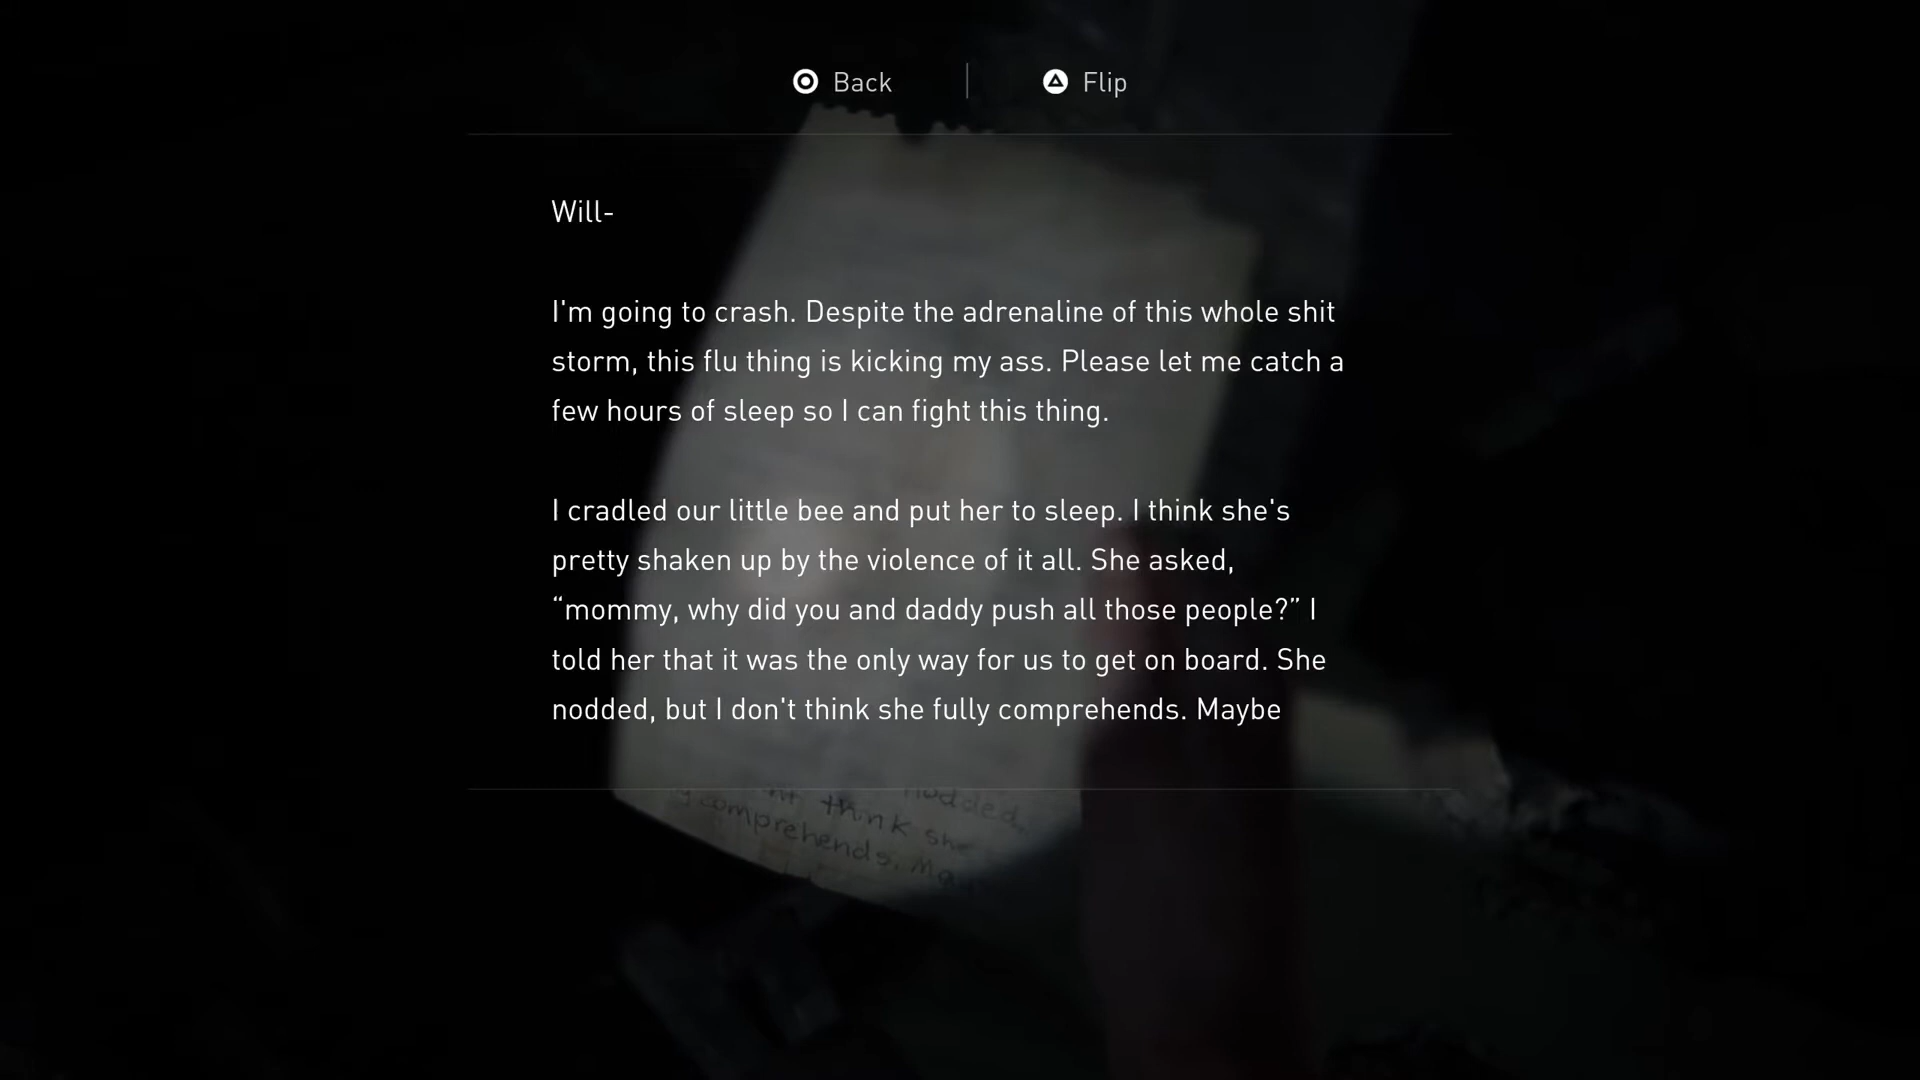 Back
Flip
Will-
I'm going to crash. Despite the adrenaline of this whole shit
storm, this flu thing is kicking my ass. Please let me catch a
few hours of sleep so I can fight this thing.
I cradled our little bee and put her to sleep. I think she's
pretty shaken up by the violence of it all. She asked,
“mommy, why did you and daddy push all those people?” I
told her that it was the only way for us to get on board. She
nodded, but I don't think she fully comprehends. Maybe
nodded,
think she
comprehends.